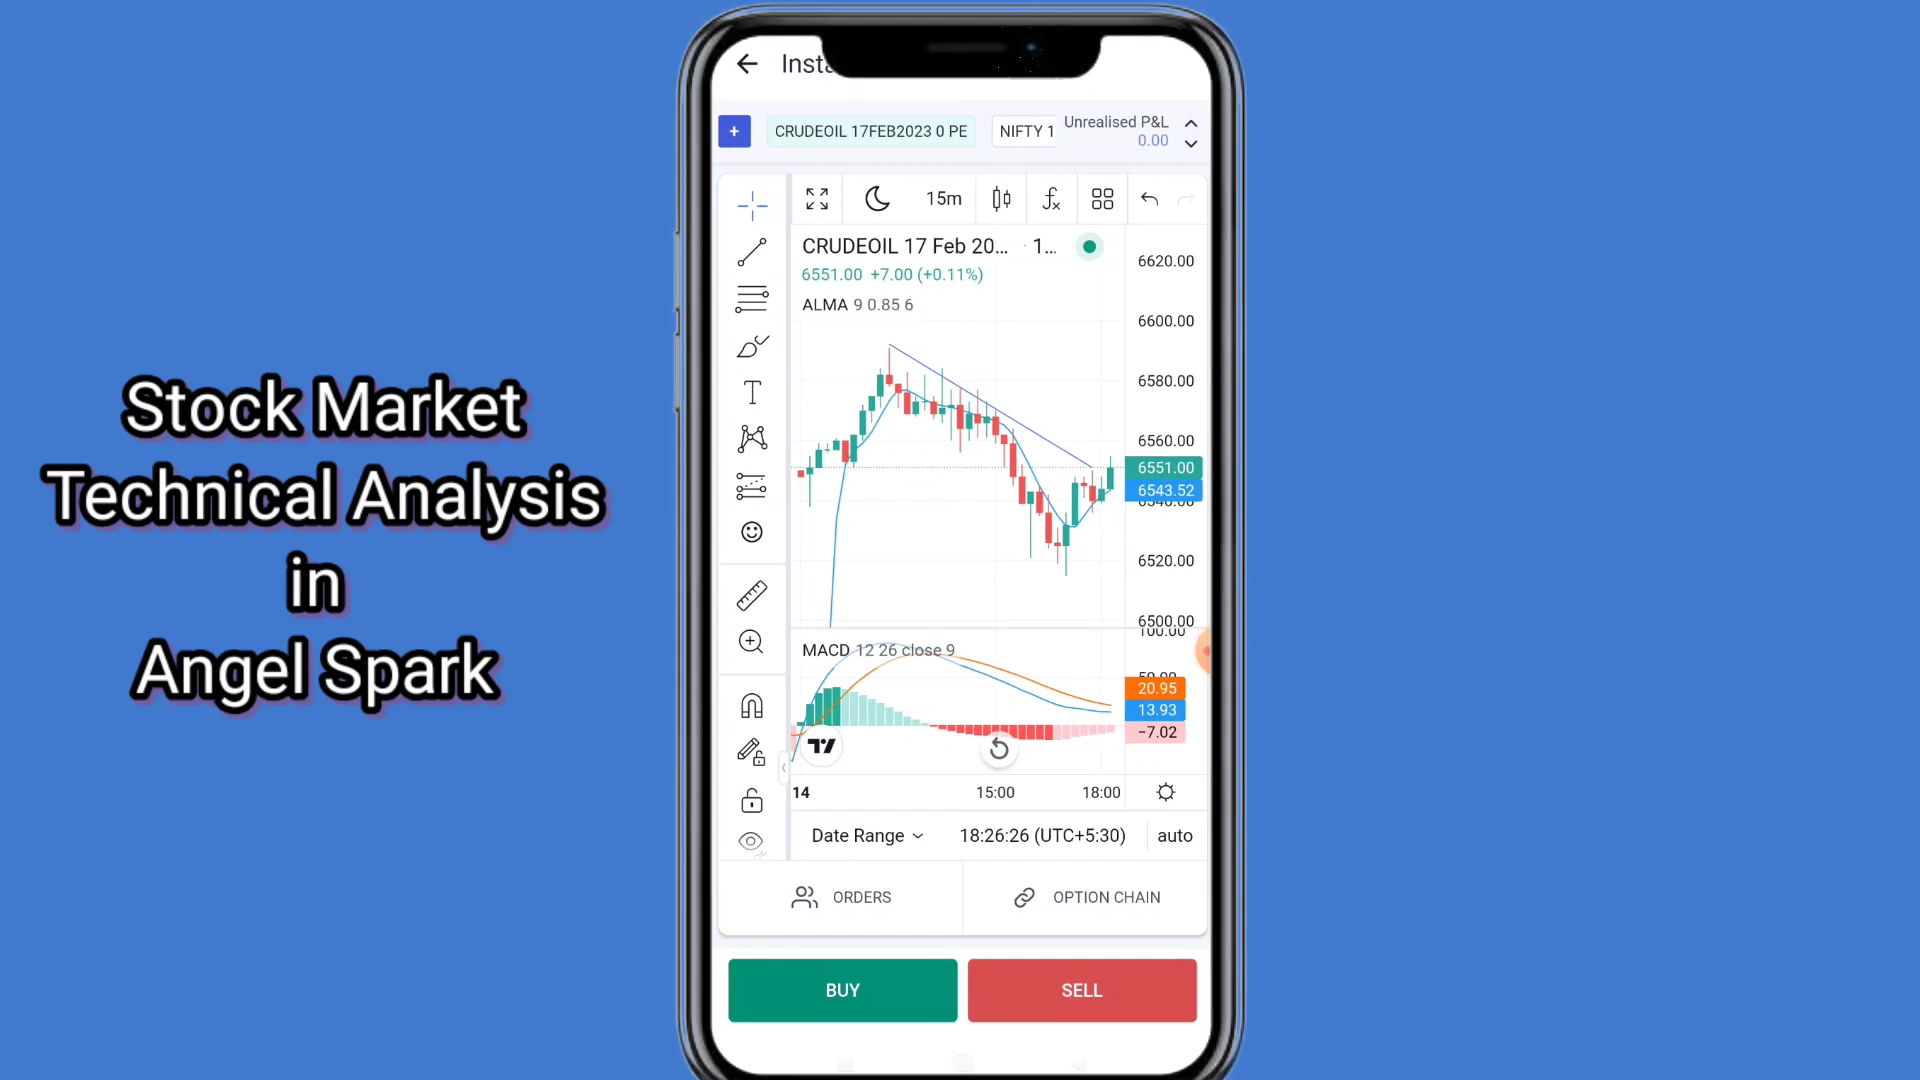 Stock Market
Technical Analysis
in
Angel Spark
CRUDEOIL 17FEB2023 0 PE
NIFTY 1
Unrealised P&L
0.00
15m
CRUDEOIL 17 Feb 20... · 1...
6551.00 +7.00 (+0.11%)
ALMA 9 0.85 6
6620.00
6600.00
6580.00
6560.00
6551.00
6543.52
6520.00
6500.00
100.00
MACD 12 26 close 9
20.95
13.93
−7.02
14
15:00
18:00
Date Range
18:26:26 (UTC+5:30)
auto
ORDERS
OPTION CHAIN
BUY
SELL